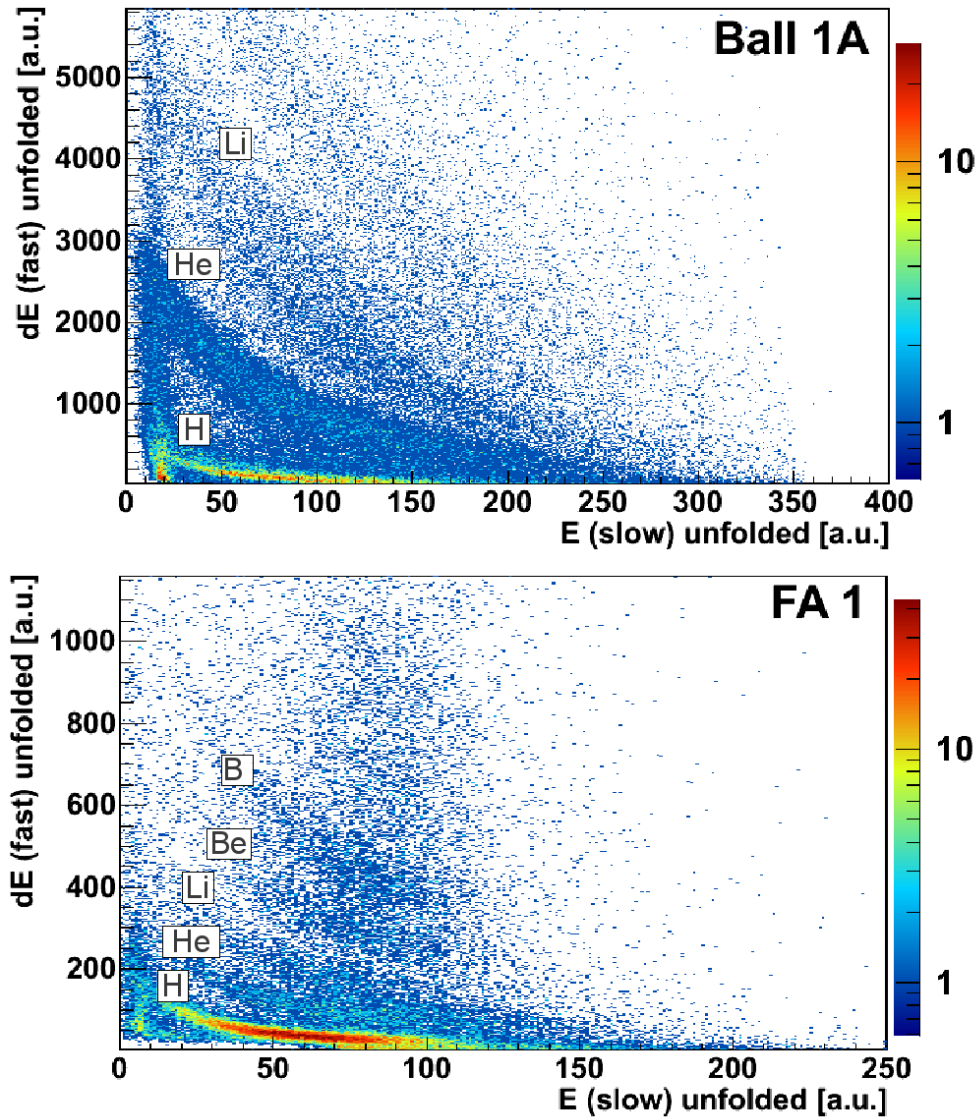 Ball 1A
dE (fast) unfolded [a.u.]
5000
4000
3000
2000
1000
Li
He
H
10
1
0 50 100 150 200 250 300 350 400
E (slow) unfolded [a.u.]
FA 1
dE (fast) unfolded [a.u.]
1000
800
600
400
200
B
Be
Li
He
H
10
1
0 50 100 150 200 250
E (slow) unfolded [a.u.]